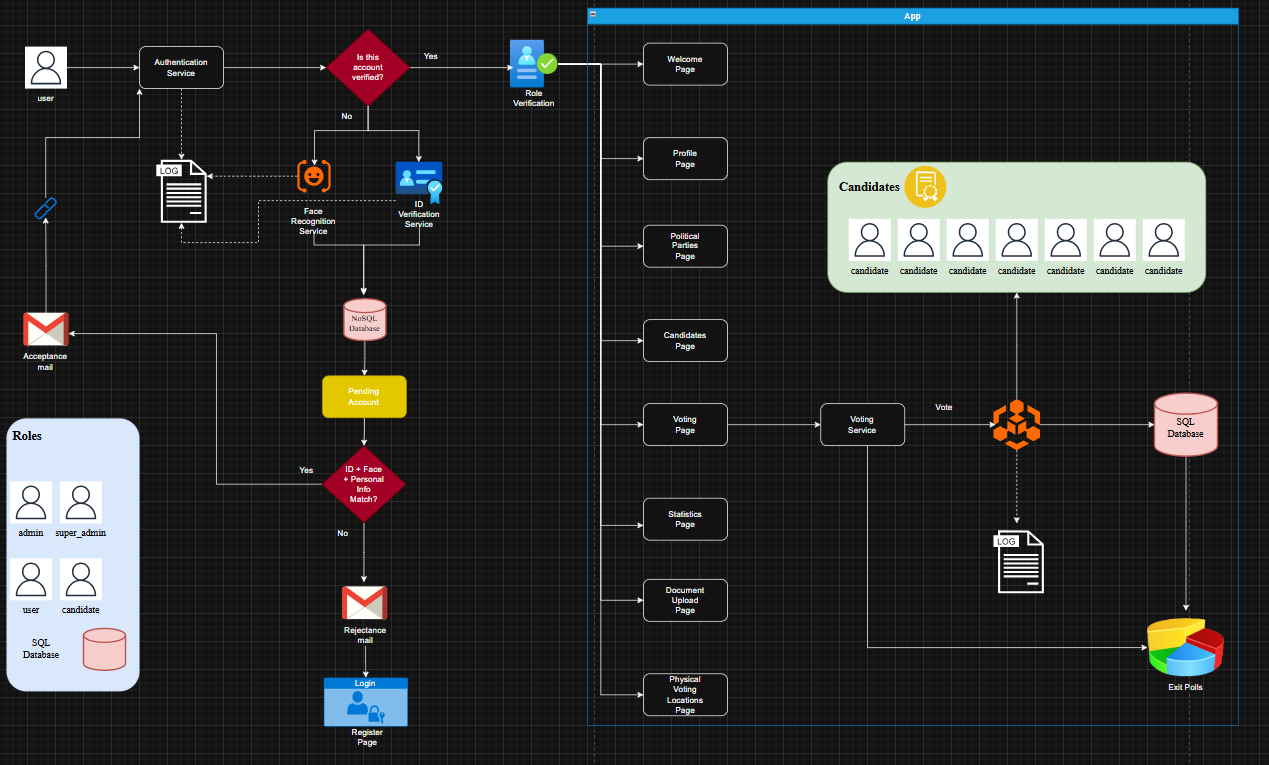 App
user
Authentication
Service
Is this
account
verified?
Yes
No
Role
Verification
LOG
Face
Recognition
Service
ID
Verification
Service
NoSQL
Database
Pending
Account
ID + Face
+ Personal
Info
Match?
Yes
No
Acceptance
mail
Rejectance
mail
Login
Register
Page
Roles
admin
super_admin
user
candidate
SQL
Database
Welcome
Page
Profile
Page
Political
Parties
Page
Candidates
Page
Voting
Page
Statistics
Page
Document
Upload
Page
Physical
Voting
Locations
Page
Candidates
candidate
candidate
candidate
candidate
candidate
candidate
candidate
Voting
Service
Vote
SQL
Database
LOG
Exit Polls